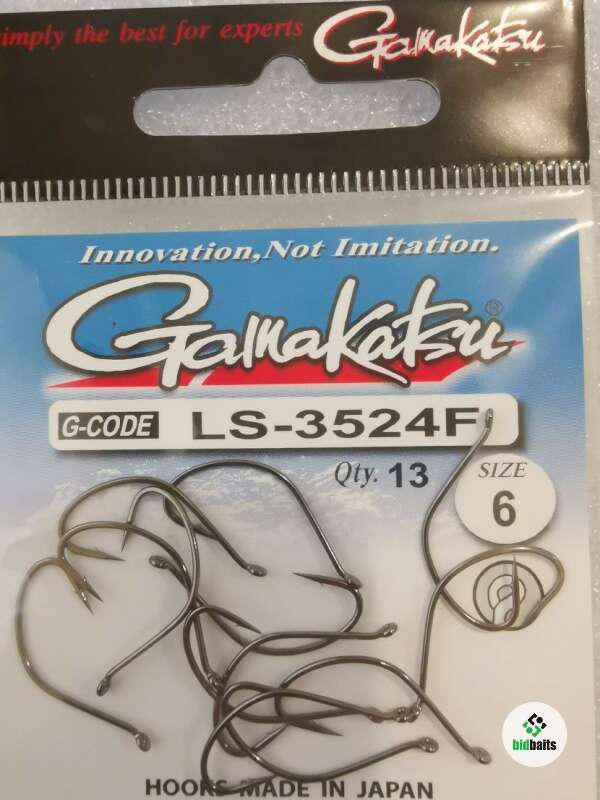 simply the best for experts
Gamakatsu
Innovation, Not Imitation.
Gamakatsu®
G-CODE LS-3524F
Qty. 13
SIZE
6
bidbaits
HOOKS MADE IN JAPAN